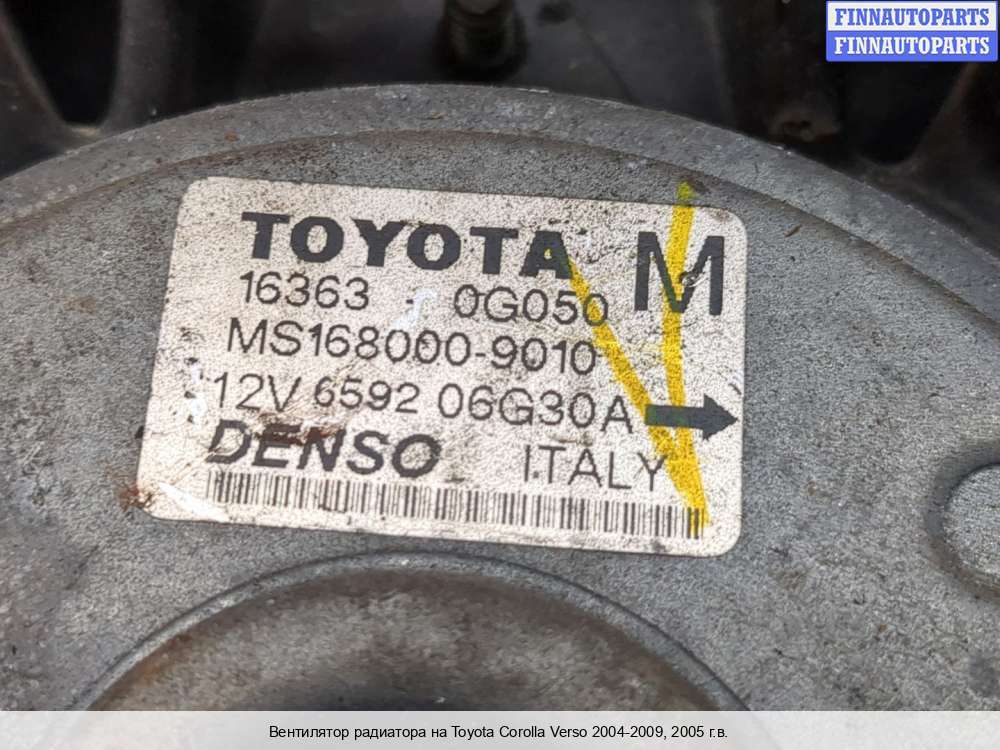 FINNAUTOPARTS
FINNAUTOPARTS
TOYOTA M
16363 - 0G050
MS168000-9010
12V 6592 06G30A
DENSO ITALY
Вентилятор радиатора на Toyota Corolla Verso 2004-2009, 2005 г.в.